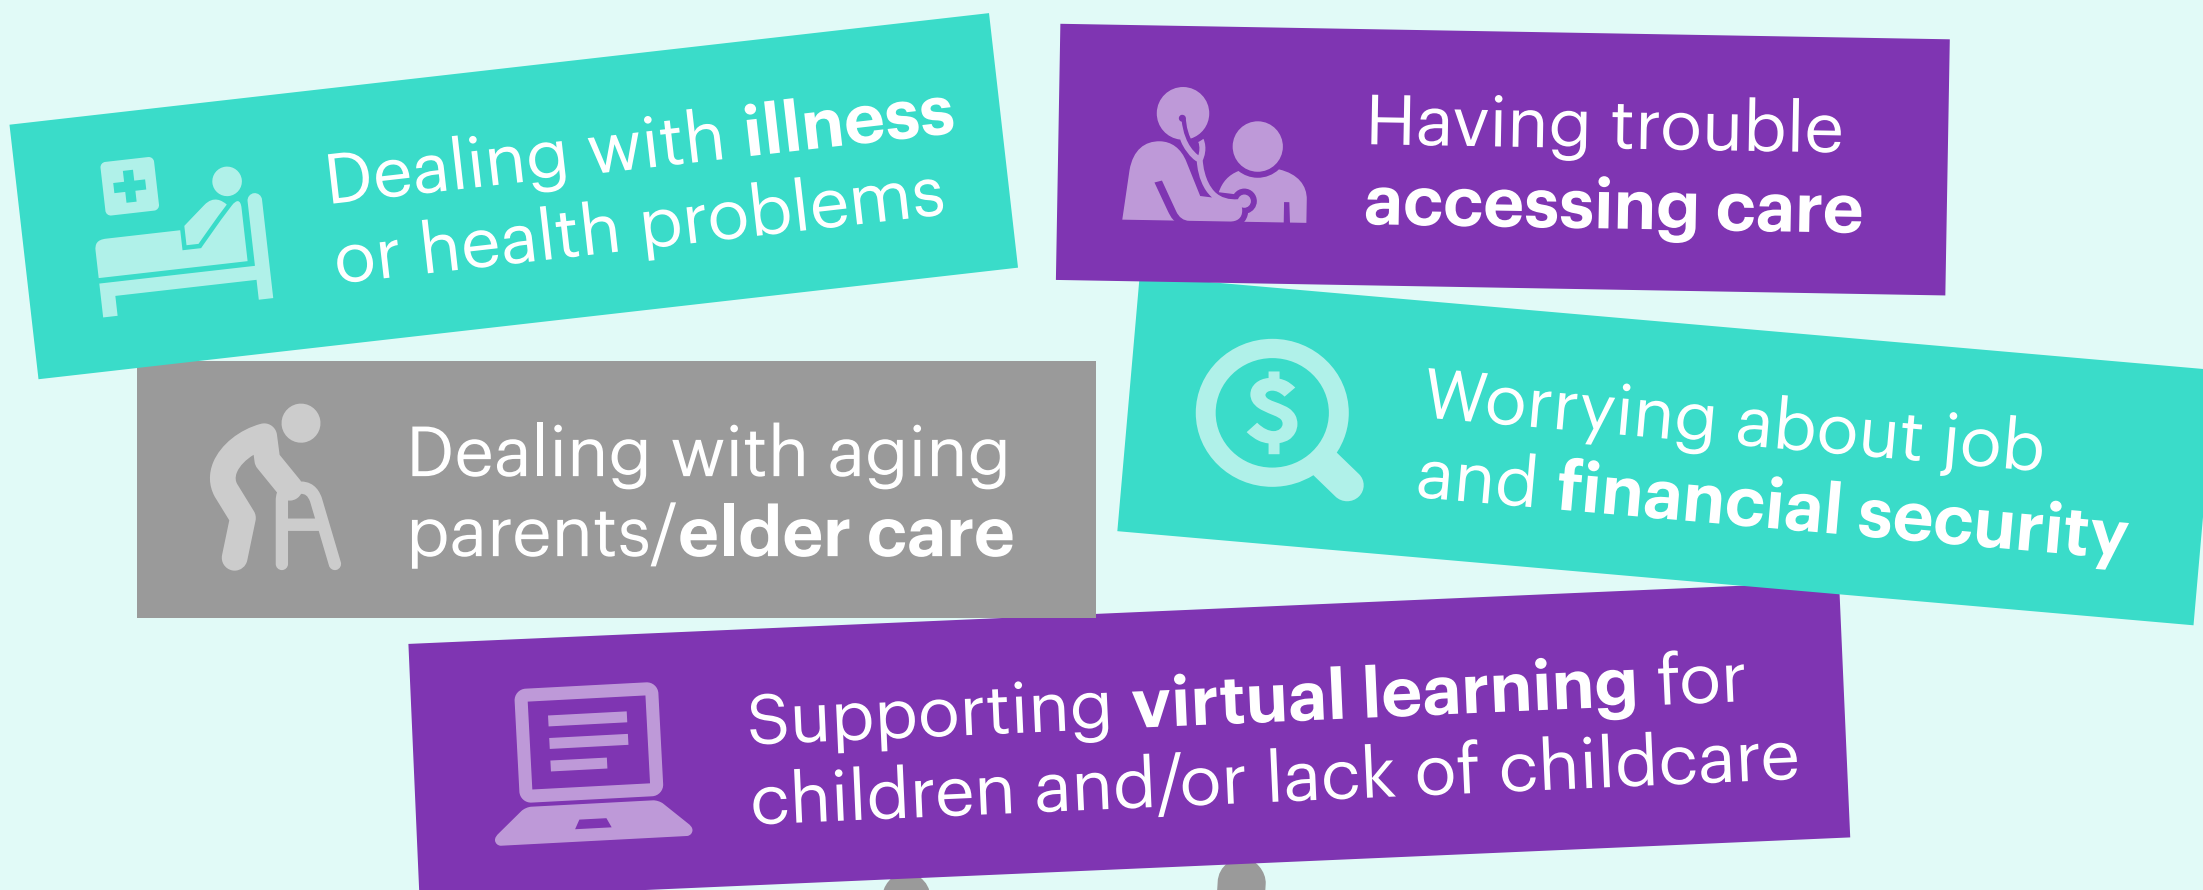 Dealing with illness
or health problems
Having trouble
accessing care
Dealing with aging
parents/elder care
Worrying about job
and financial security
Supporting virtual learning for
children and/or lack of childcare